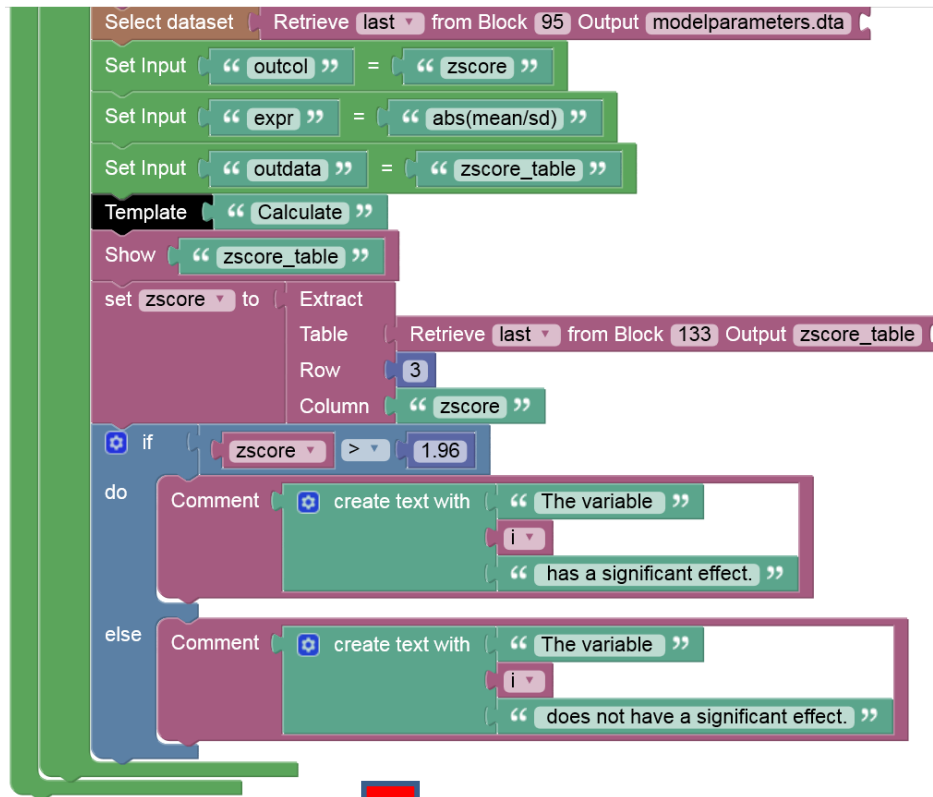 Select dataset Retrieve last from Block 95 Output modelparameters.dta
Set Input “ outcol ” = “ zscore ”
Set Input “ expr ” = “ abs(mean/sd) ”
Set Input “ outdata ” = “ zscore_table ”
Template “ Calculate ”
Show “ zscore_table ”
set zscore to Extract
Table Retrieve last from Block 133 Output zscore_table
Row 3
Column “ zscore ”
if zscore > 1.96
do Comment create text with “ The variable ”
i
“ has a significant effect. ”
else Comment create text with “ The variable ”
i
“ does not have a significant effect. ”